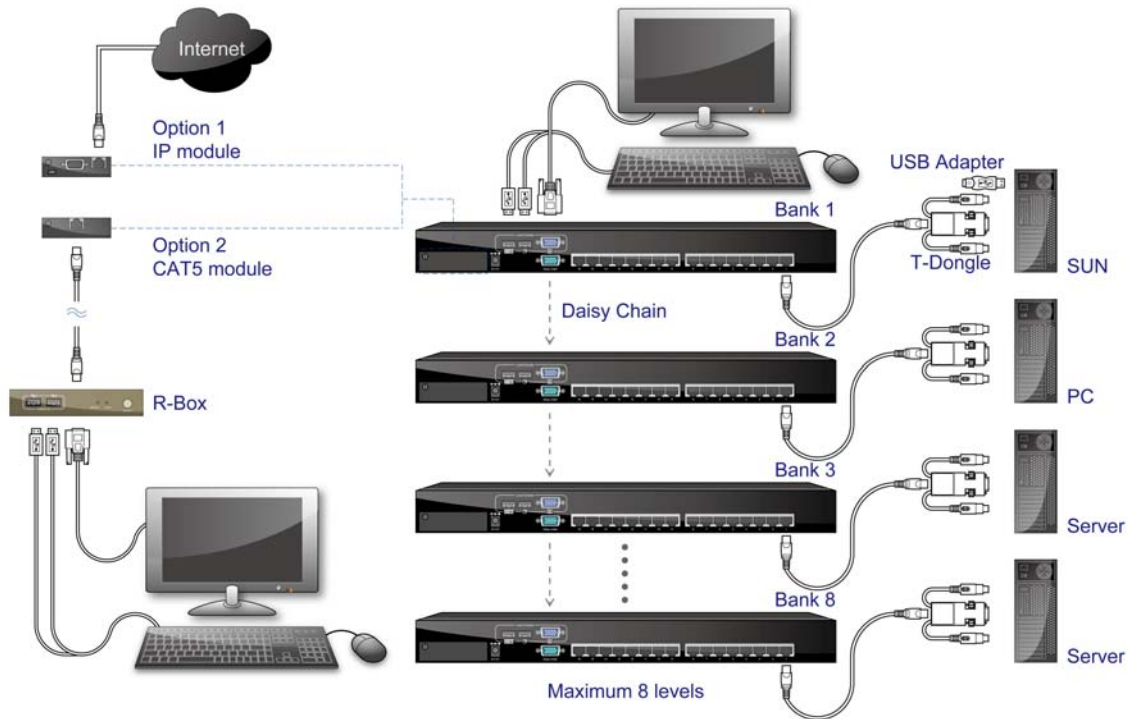 Internet
Option 1
IP module
Option 2
CAT5 module
R-Box
Bank 1
USB Adapter
T-Dongle
SUN
Daisy Chain
Bank 2
PC
Bank 3
Server
Bank 8
Server
Maximum 8 levels